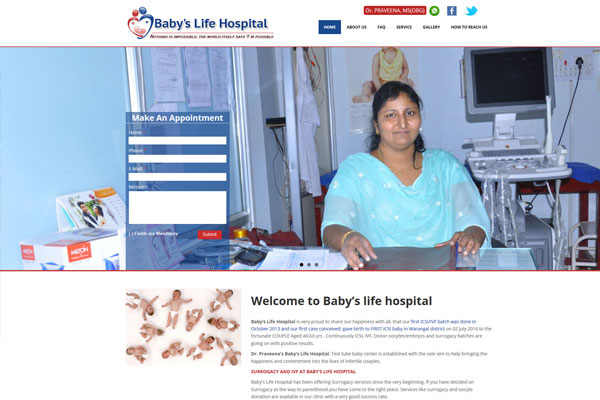 Dr. PRAVEENA, MS(OBG)
Baby's Life Hospital
Nothing is impossible, the world itself says 'I'm possible
HOME ABOUT US FAQ SERVICE GALLERY HOW TO REACH US
Make An Appointment
Name:
Phone:
E-Mail:
Message:
( ) Fields are Mandatory
Submit
Welcome to Baby's life hospital
Baby's Life Hospital is very proud to share our happiness with all, that our first ICSI/IVF batch was done in
October 2013 and our first case conceived, gave birth to FIRST ICSI baby in Warangal district on 02 July 2014 to
the fortunate COUPLE Aged 40/50 yrs . Continuously ICSI, IVF, Donor oocytes/embryos and surrogacy batches are
going on with positive results.
Dr. Praveena's Baby's Life Hospital, Test tube baby center is established with the sole aim to help bringing the
happiness and contentment into the lives of infertile couples.
SURROGACY AND IVF AT BABY'S LIFE HOSPITAL
Baby's Life Hospital has been offering Surrogacy services since the very beginning. If you have decided on
Surrogacy as the way to parenthood you have come to the right place. Services like surrogacy and oocyte
donation are available in our clinic with a very good success rate.